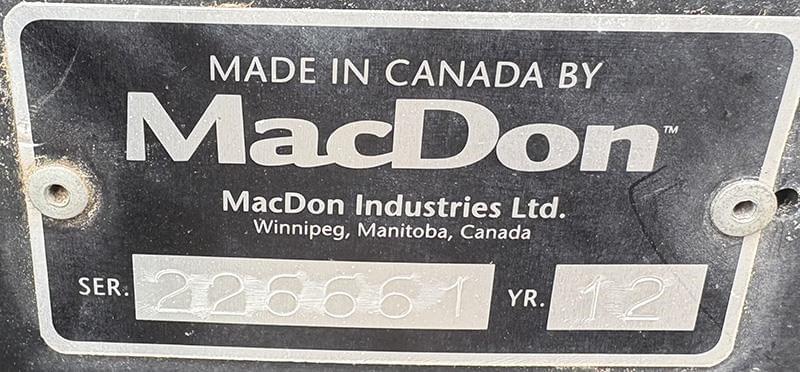 MADE IN CANADA BY
MacDon™
MacDon Industries Ltd.
Winnipeg, Manitoba, Canada
SER. 226661 YR. 12